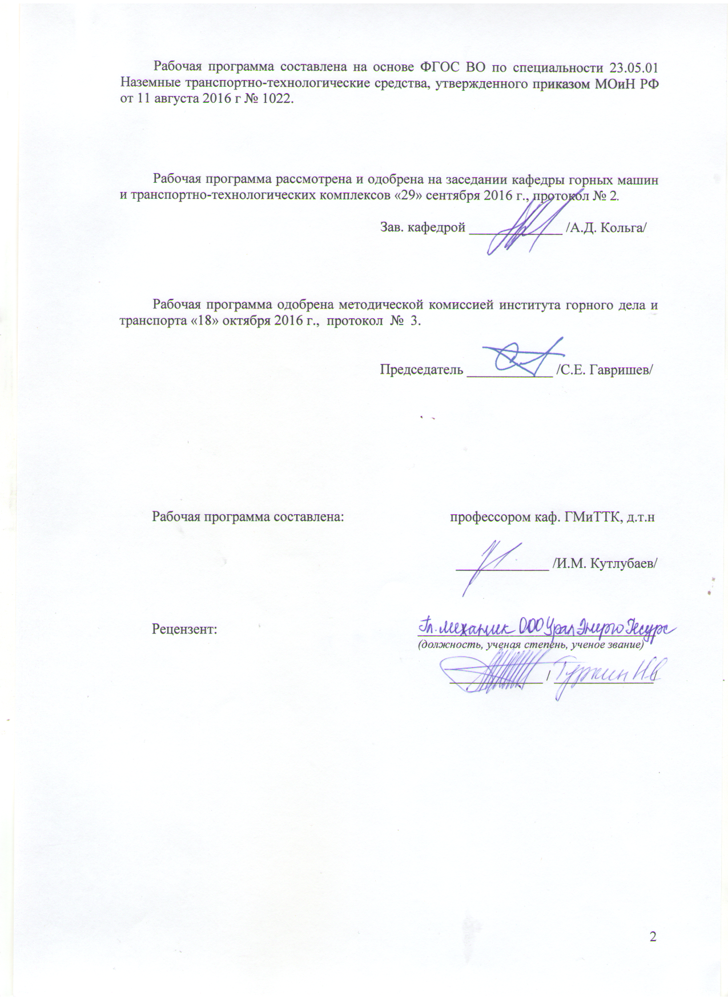 Рабочая программа составлена на основе ФГОС ВО по специальности 23.05.01
Наземные транспортно-технологические средства, утвержденного приказом МОиН РФ
от 11 августа 2016 г № 1022.
Рабочая программа рассмотрена и одобрена на заседании кафедры горных машин
и транспортно-технологических комплексов «29» сентября 2016 г., протокол № 2.
Зав. кафедрой _____________ /А.Д. Кольга/
Рабочая программа одобрена методической комиссией института горного дела и
транспорта «18» октября 2016 г., протокол № 3.
Председатель ____________ /С.Е. Гавришев/
Рабочая программа составлена: профессором каф. ГМиТТК, д.т.н
_____________ /И.М. Кутлубаев/
Рецензент: Гл. механик ООО УралЭнергоРесурс
(должность, ученая степень, ученое звание)
_____________ / Туркин И В /
2